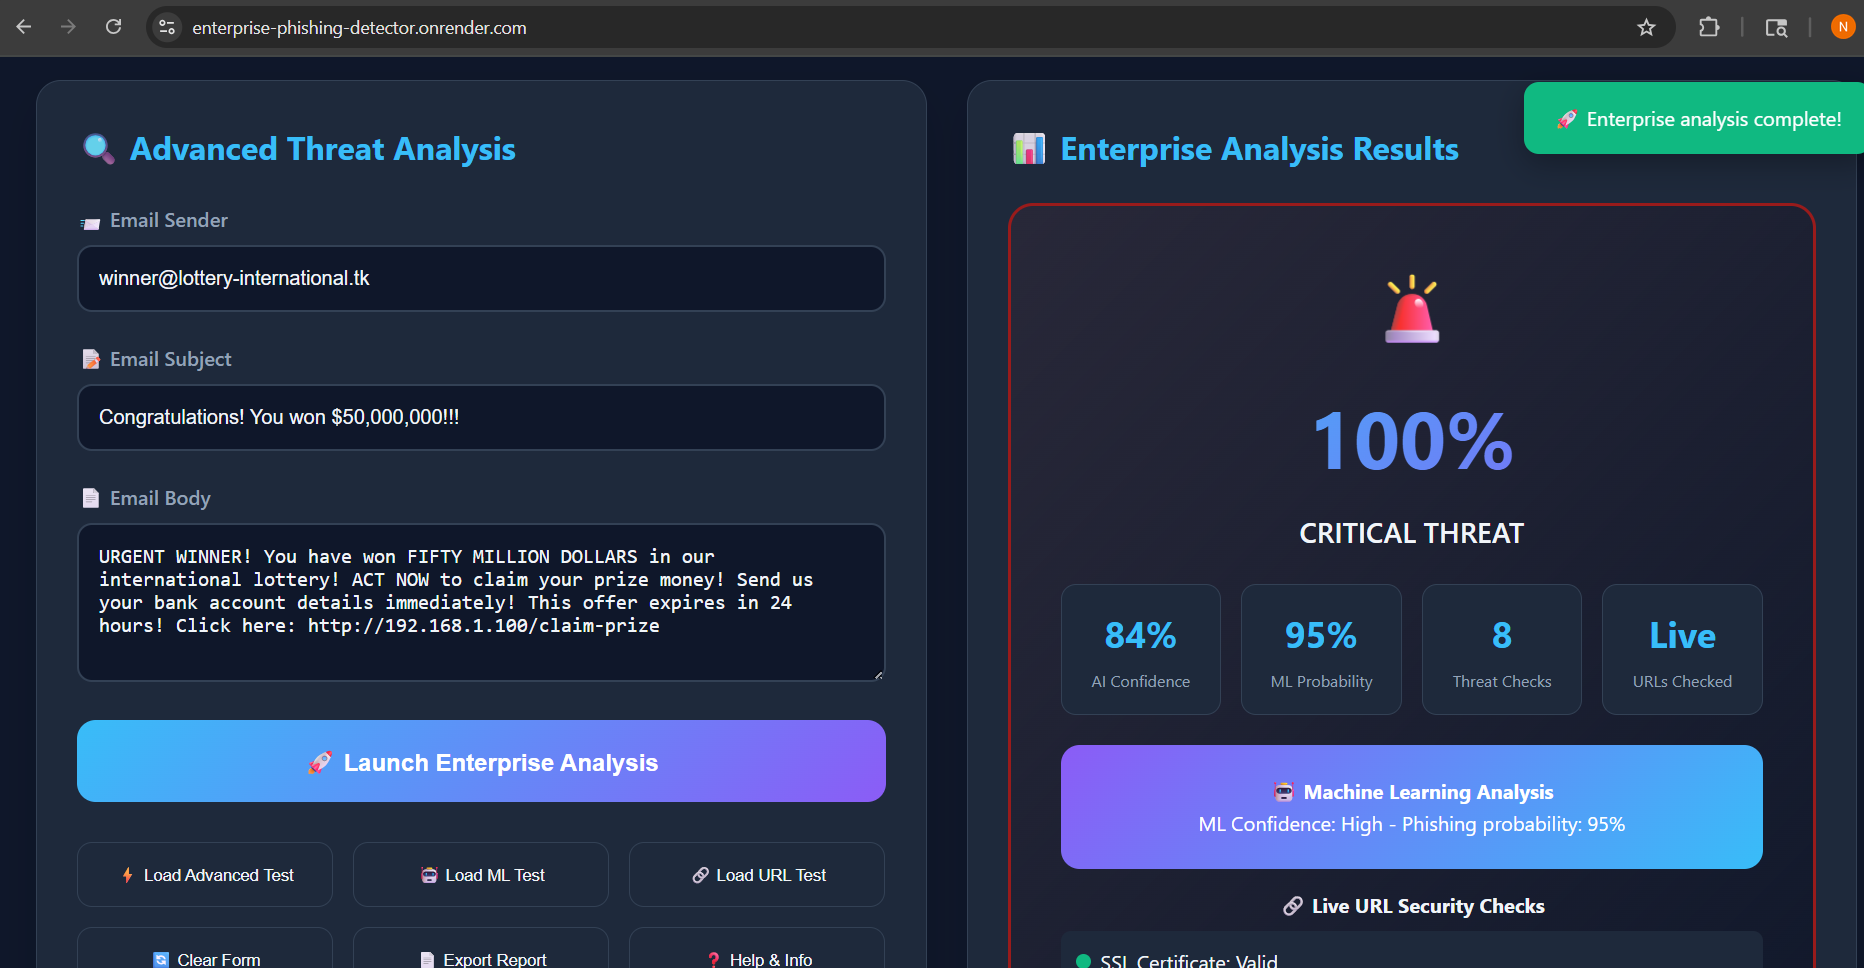 enterprise-phishing-detector.onrender.com
N
Advanced Threat Analysis
Email Sender
winner@lottery-international.tk
Email Subject
Congratulations! You won $50,000,000!!!
Email Body
URGENT WINNER! You have won FIFTY MILLION DOLLARS in our
international lottery! ACT NOW to claim your prize money! Send us
your bank account details immediately! This offer expires in 24
hours! Click here: http://192.168.1.100/claim-prize
Launch Enterprise Analysis
Load Advanced Test
Load ML Test
Load URL Test
Clear Form
Export Report
Help & Info
Enterprise Analysis Results
Enterprise analysis complete!
100%
CRITICAL THREAT
84%
AI Confidence
95%
ML Probability
8
Threat Checks
Live
URLs Checked
Machine Learning Analysis
ML Confidence: High - Phishing probability: 95%
Live URL Security Checks
SSL Certificate: Valid